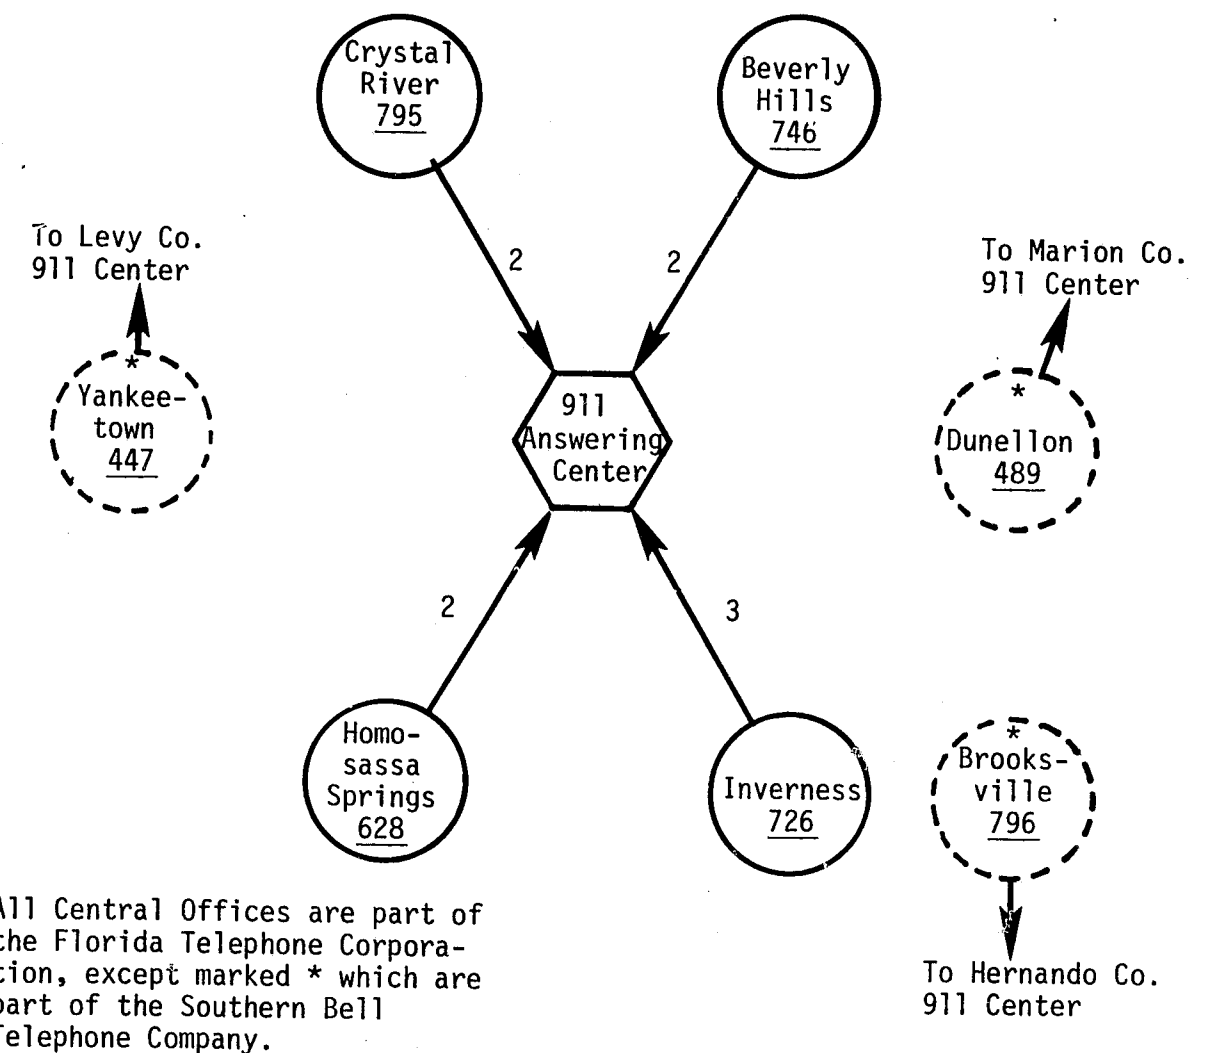 Crystal
River
795
Beverly
Hills
746
To Levy Co.
911 Center
2
2
To Marion Co.
911 Center
*
Yankee-
town
447
911
Answering
Center
*
Dunellon
489
2
3
Homo-
sassa
Springs
628
Inverness
726
*
Brooks-
ville
796
All Central Offices are part of
the Florida Telephone Corpora-
tion, except marked * which are
part of the Southern Bell
Telephone Company.
To Hernando Co.
911 Center